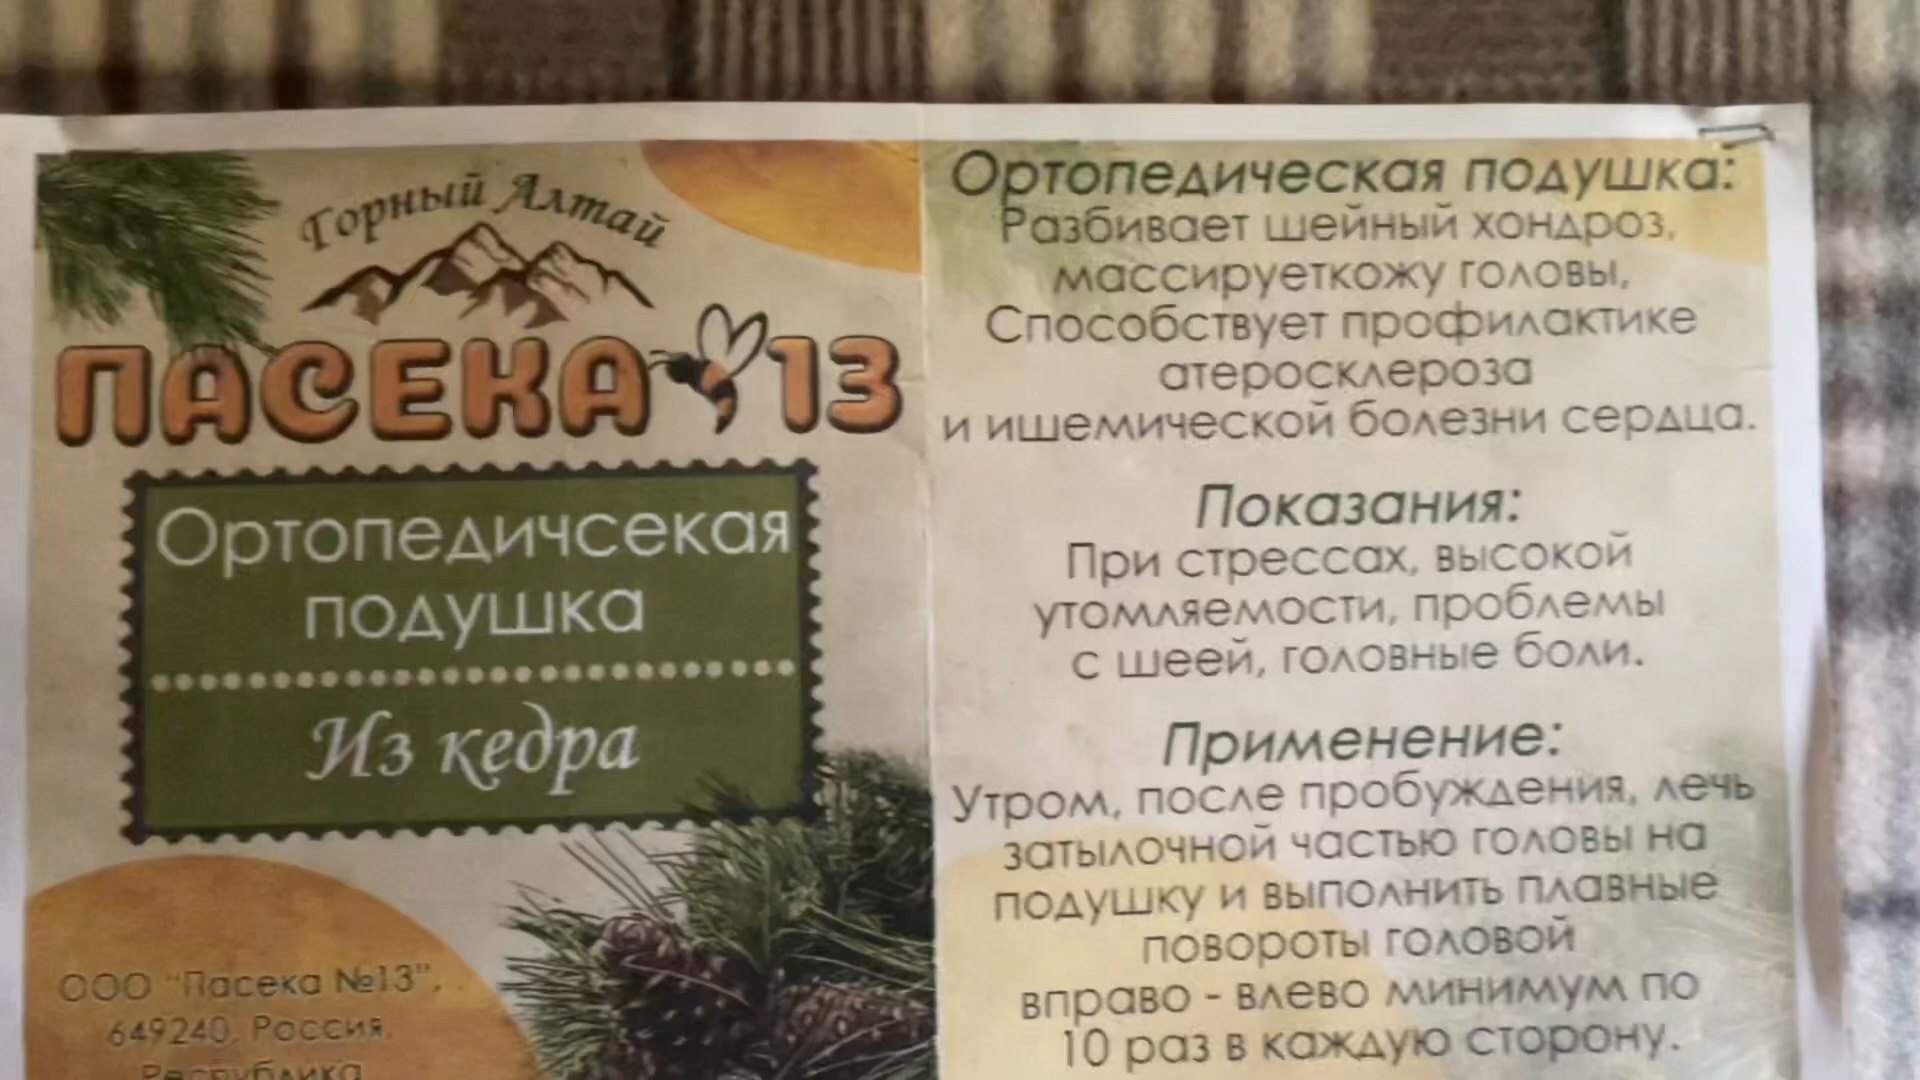 Горный Алтай
ПАСЕКА 13
Ортопедичсекая
подушка
Из кедра
ООО "Пасека №13",
649240, Россия,
Республика
Ортопедическая подушка:
Разбивает шейный хондроз,
массируеткожу головы,
Способствует профилактике
атеросклероза
и ишемической болезни сердца.
Показания:
При стрессах, высокой
утомляемости, проблемы
с шеей, головные боли.
Применение:
Утром, после пробуждения, лечь
затылочной частью головы на
подушку и выполнить плавные
повороты головой
вправо - влево минимум по
10 раз в каждую сторону.